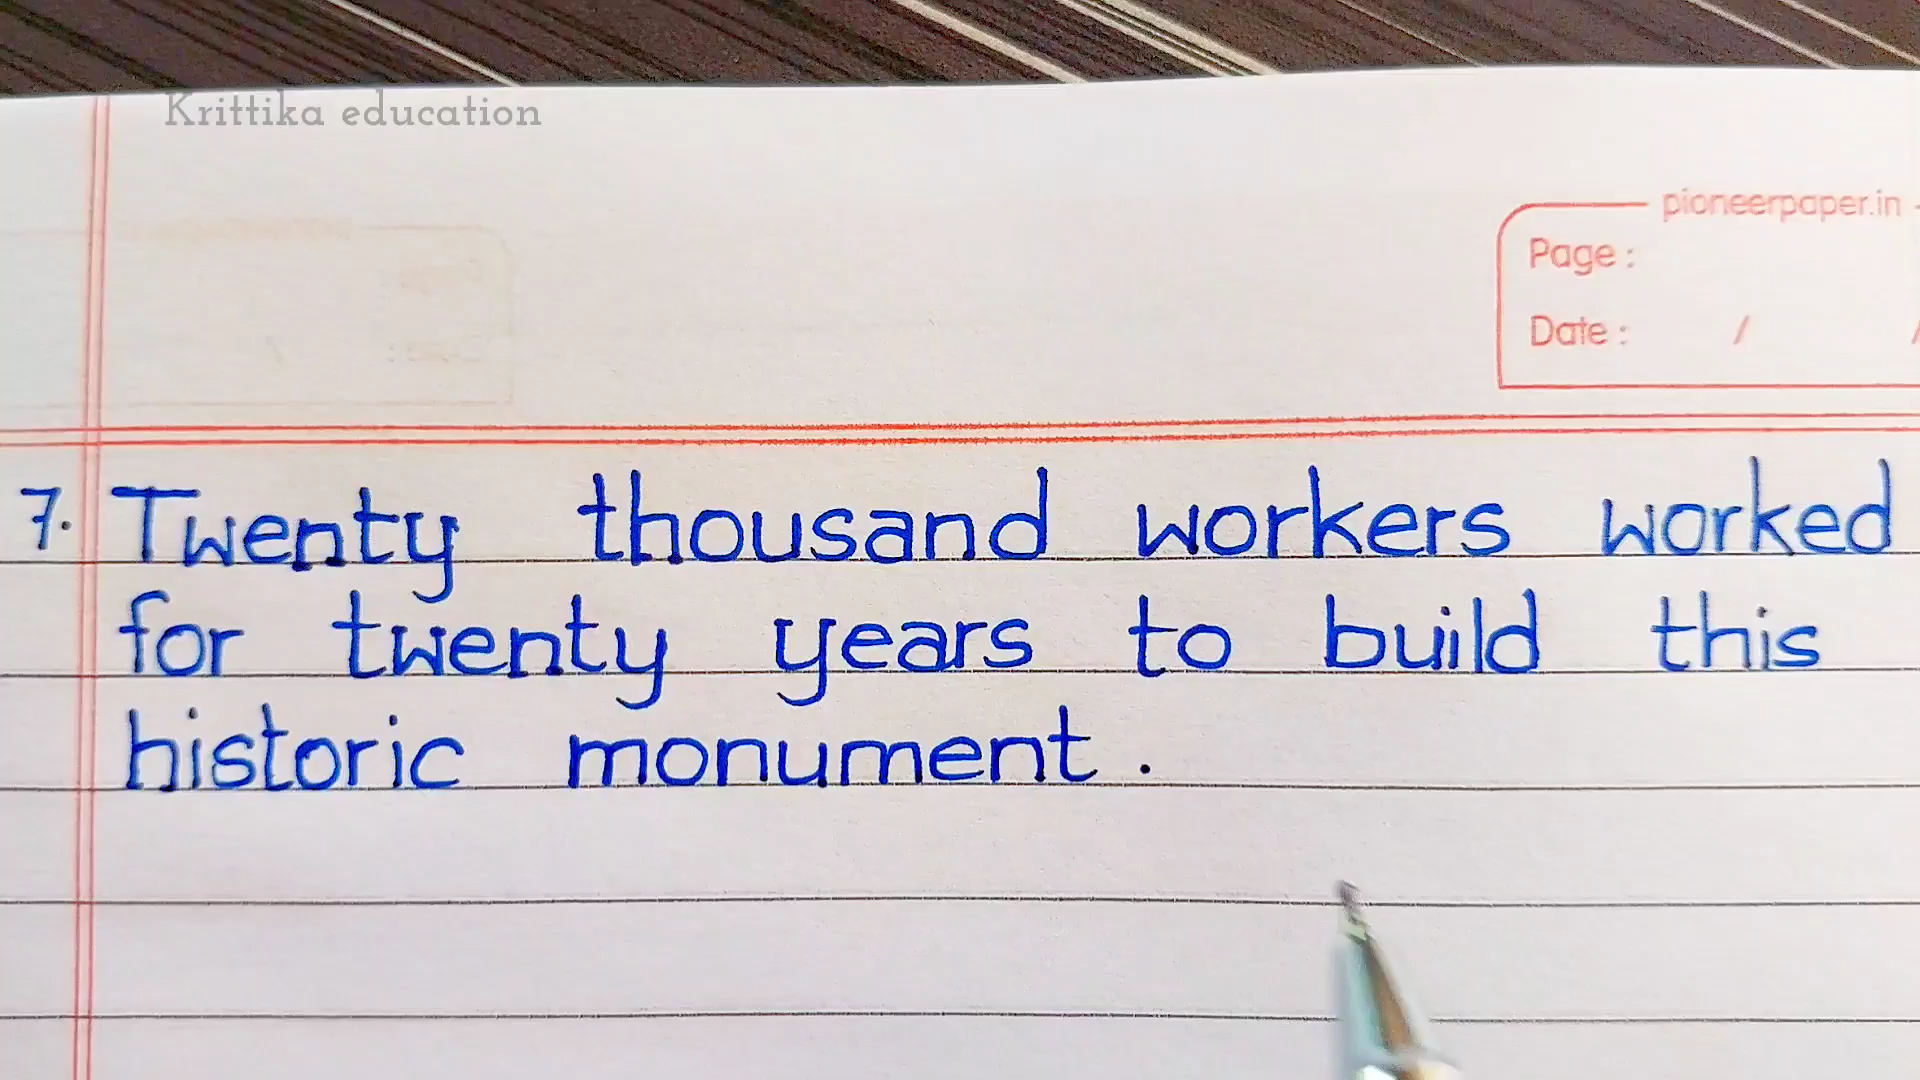 Krittika education
pioneerpaper.in
Page :
Date : / /
7. Twenty thousand workers worked
for twenty years to build this
historic monument.